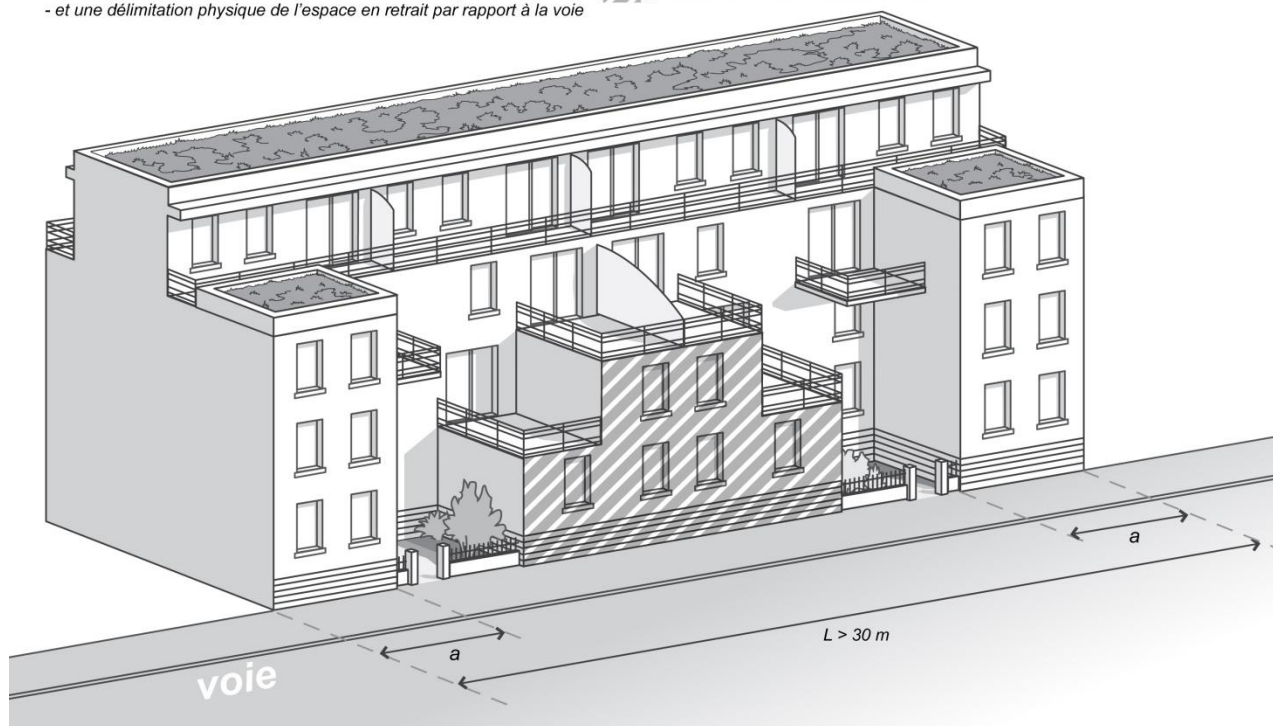 - et une délimitation physique de l'espace en retrait par rapport à la voie
a
L > 30 m
a
voie